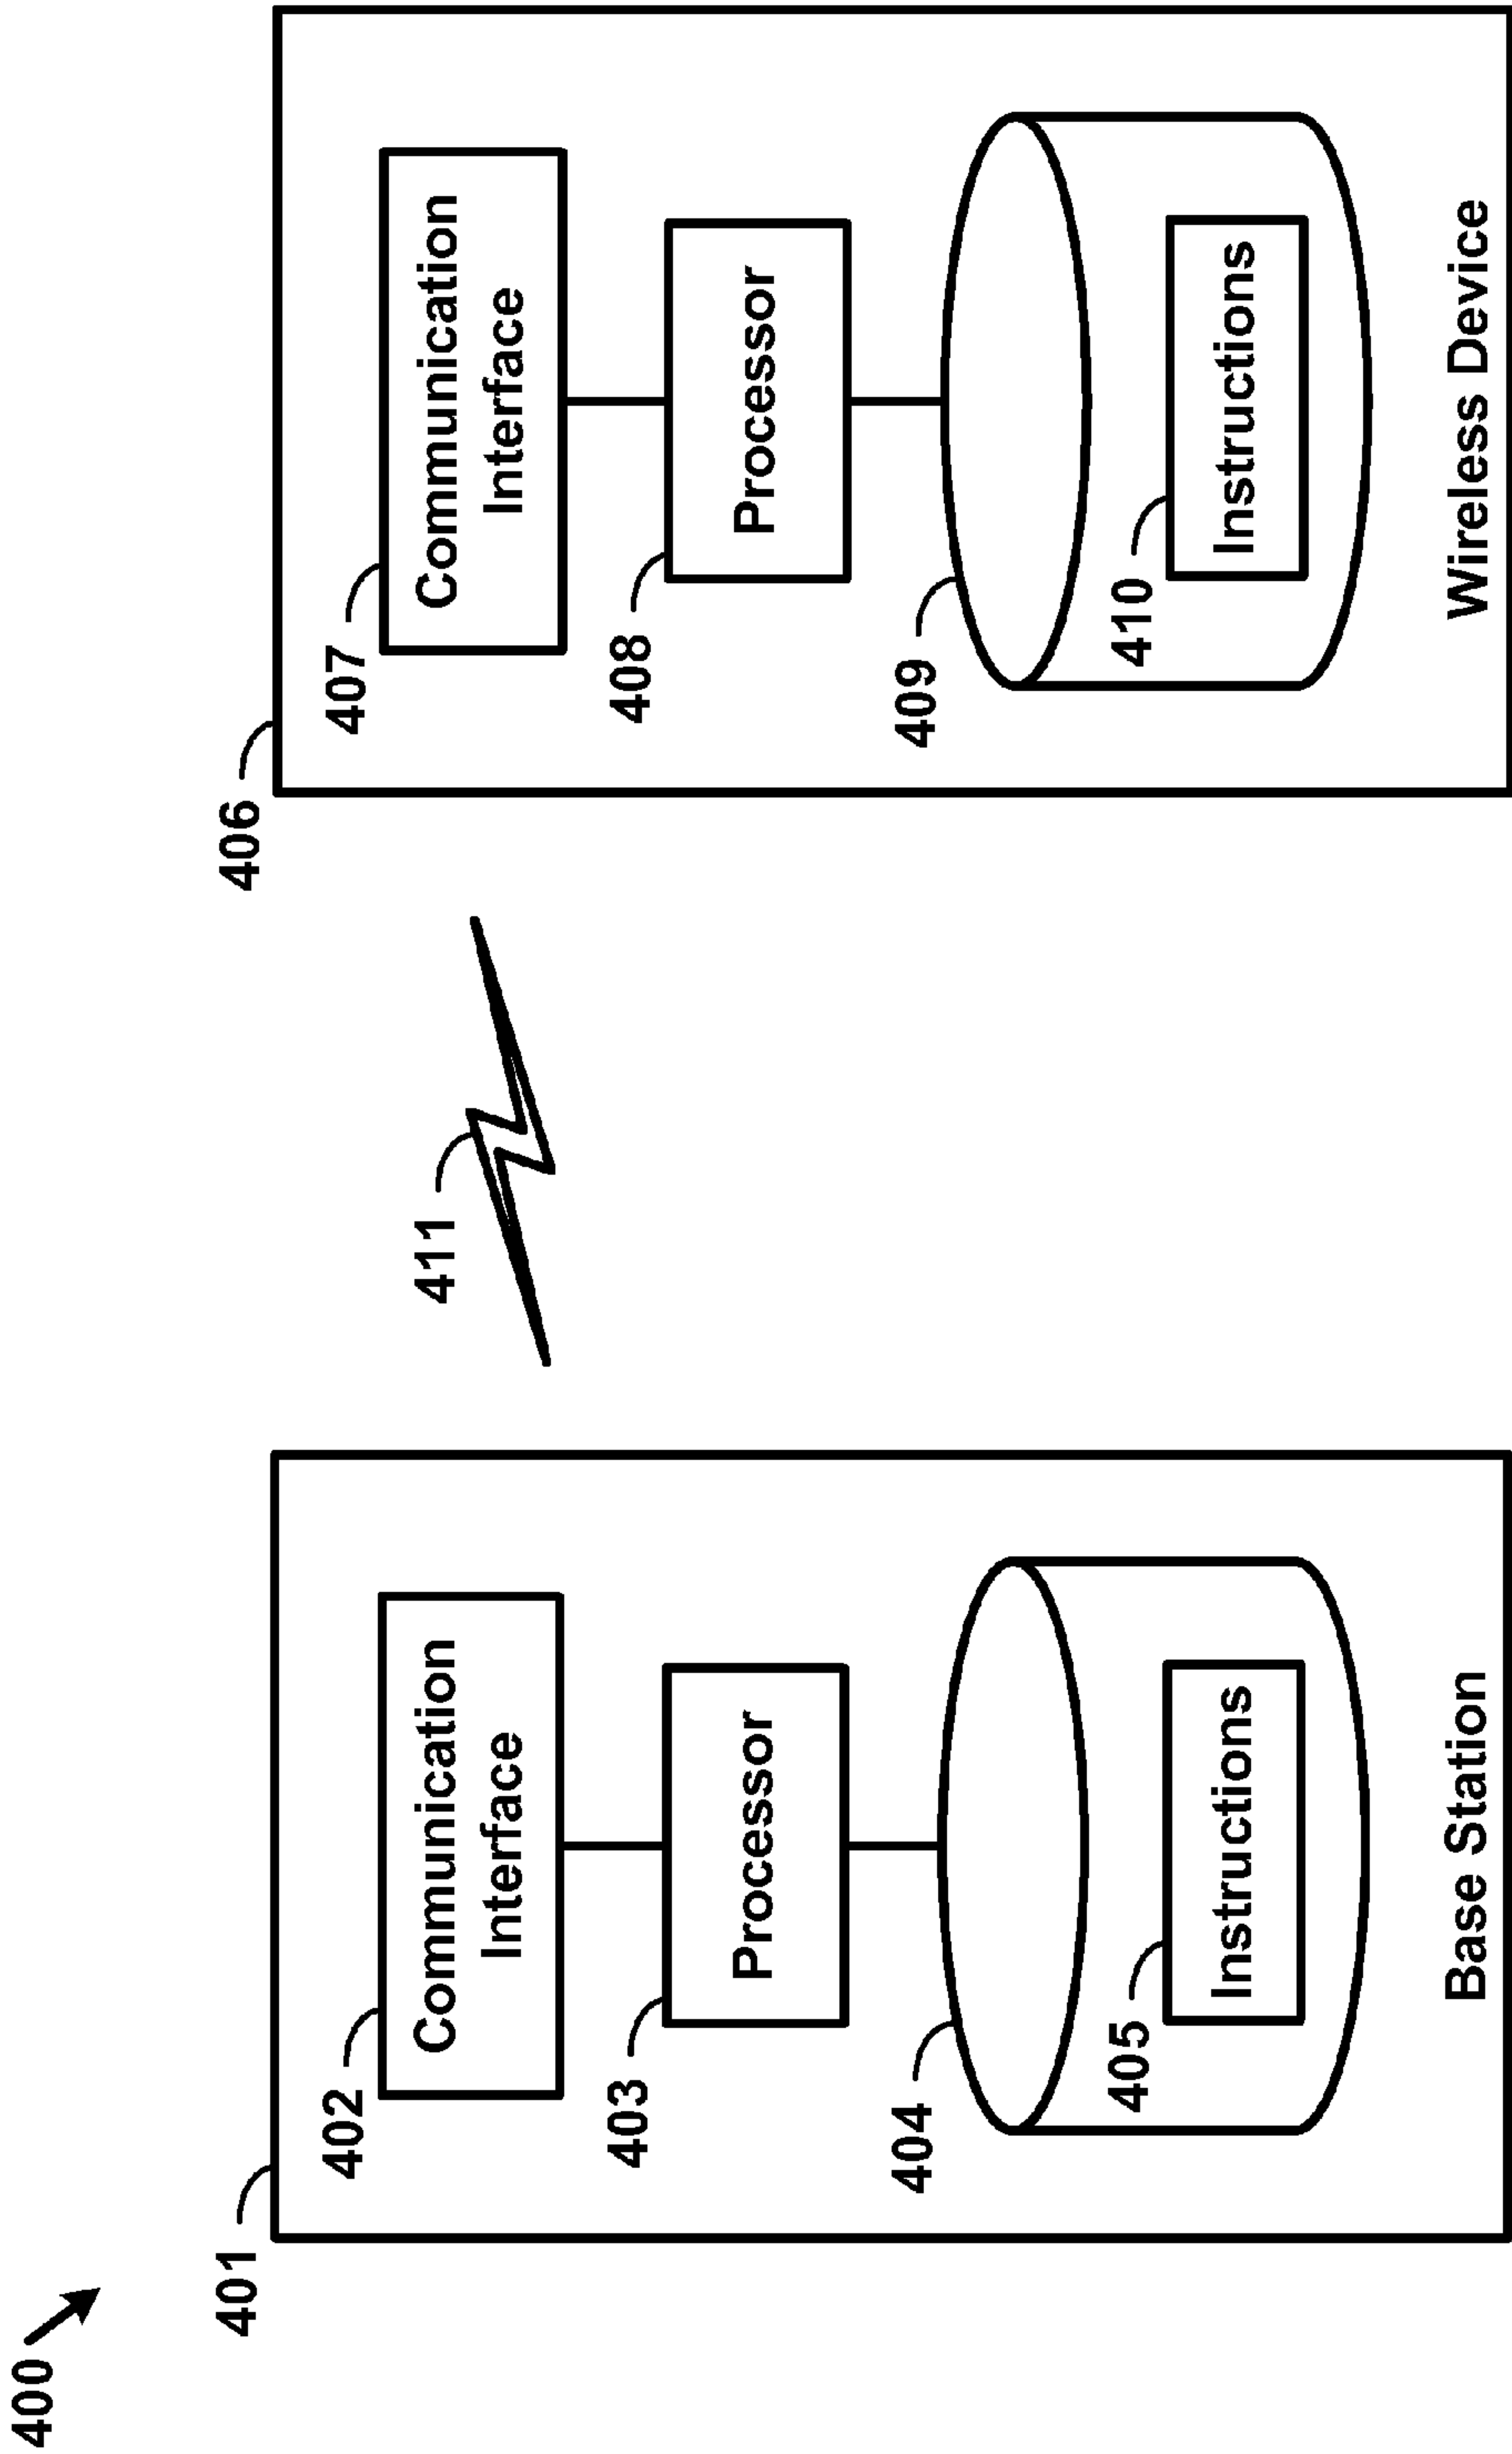 400
401
402
Communication
Interface
403
Processor
404
405
Instructions
Base Station
411
406
407
Communication
Interface
408
Processor
409
410
Instructions
Wireless Device